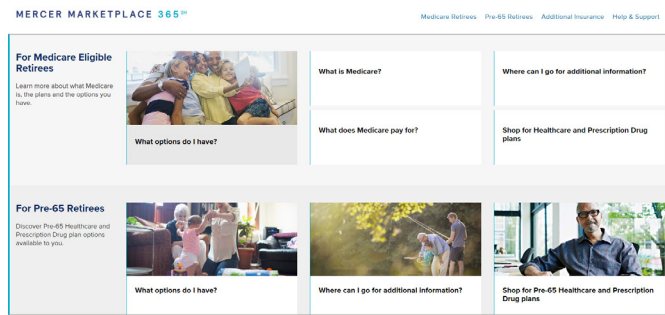 MERCER MARKETPLACE 365℠
Medicare Retirees Pre-65 Retirees Additional Insurance Help & Support
For Medicare Eligible
Retirees
Learn more about what Medicare
is, the plans and the options you
have.
What options do I have?
What is Medicare?
Where can I go for additional information?
What does Medicare pay for?
Shop for Healthcare and Prescription Drug
plans
For Pre-65 Retirees
Discover Pre-65 Healthcare and
Prescription Drug plan options
available to you.
What options do I have?
Where can I go for additional information?
Shop for Pre-65 Healthcare and Prescription
Drug plans